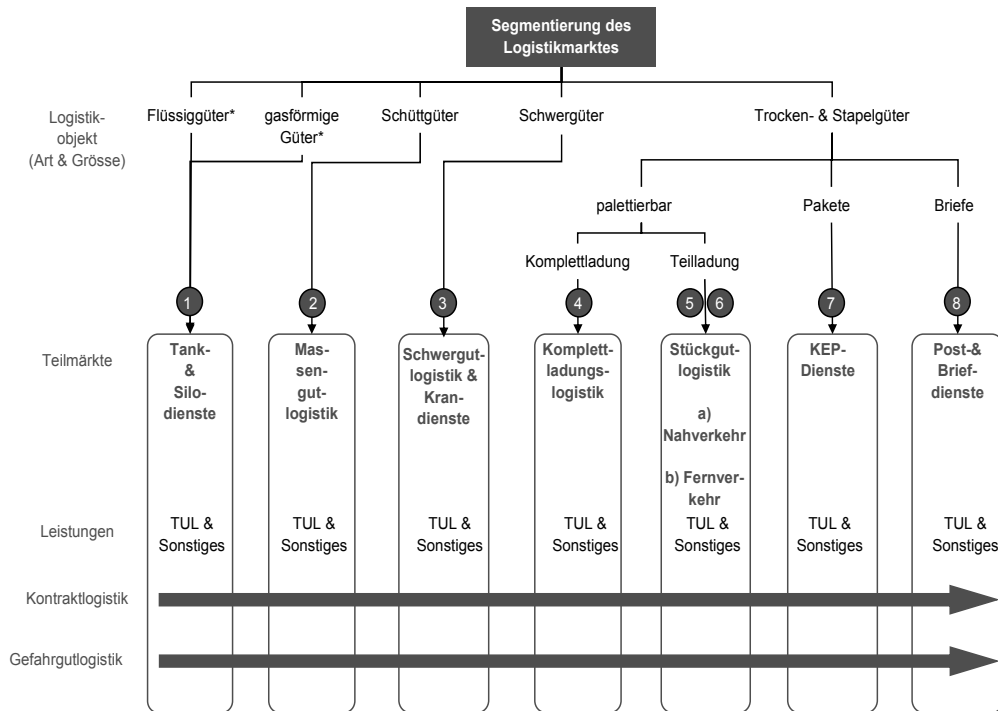 Segmentierung des
Logistikmarktes
Logistik-
objekt
(Art & Grösse)
Flüssiggüter*
gasförmige
Güter*
Schüttgüter
Schwergüter
Trocken- & Stapelgüter
palettierbar
Pakete
Briefe
Komplettladung
Teilladung
1
2
3
4
5
6
7
8
Teilmärkte
Tank-
&
Silo-
dienste
Mas-
sen-
gut-
logistik
Schwergut-
logistik &
Kran-
dienste
Komplett-
ladungs-
logistik
Stückgut-
logistik
a)
Nahverkehr
b) Fernver-
kehr
KEP-
Dienste
Post-&
Brief-
dienste
Leistungen
TUL &
Sonstiges
TUL &
Sonstiges
TUL &
Sonstiges
TUL &
Sonstiges
TUL &
Sonstiges
TUL &
Sonstiges
TUL &
Sonstiges
Kontraktlogistik
Gefahrgutlogistik